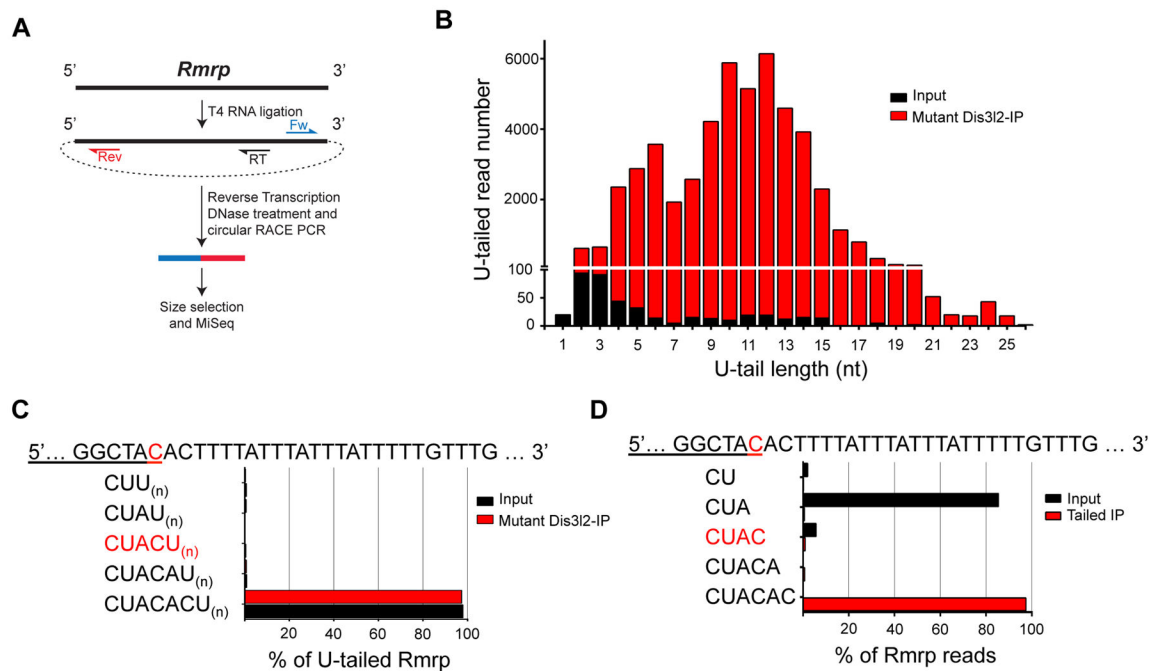 A
5’ Rmrp 3’
T4 RNA ligation
5’ Fw 3’
Rev RT
Reverse Transcription
DNase treatment and
circular RACE PCR
Size selection
and MiSeq
B
U-tailed read number
6000
4000
2000
100
50
0
1 3 5 7 9 11 13 15 17 19 21 23 25
U-tail length (nt)
Input
Mutant Dis3l2-IP
C
5’... GGCTACACTTTTATTTATTTATTTTTGTTTG ... 3’
CUU(n)
CUAU(n)
CUACU(n)
CUACAU(n)
CUACACU(n)
Input
Mutant Dis3l2-IP
20 40 60 80 100
% of U-tailed Rmrp
D
5’... GGCTACACTTTTATTTATTTATTTTTGTTTG ... 3’
CU
CUA
CUAC
CUACA
CUACAC
Input
Tailed IP
20 40 60 80 100
% of Rmrp reads